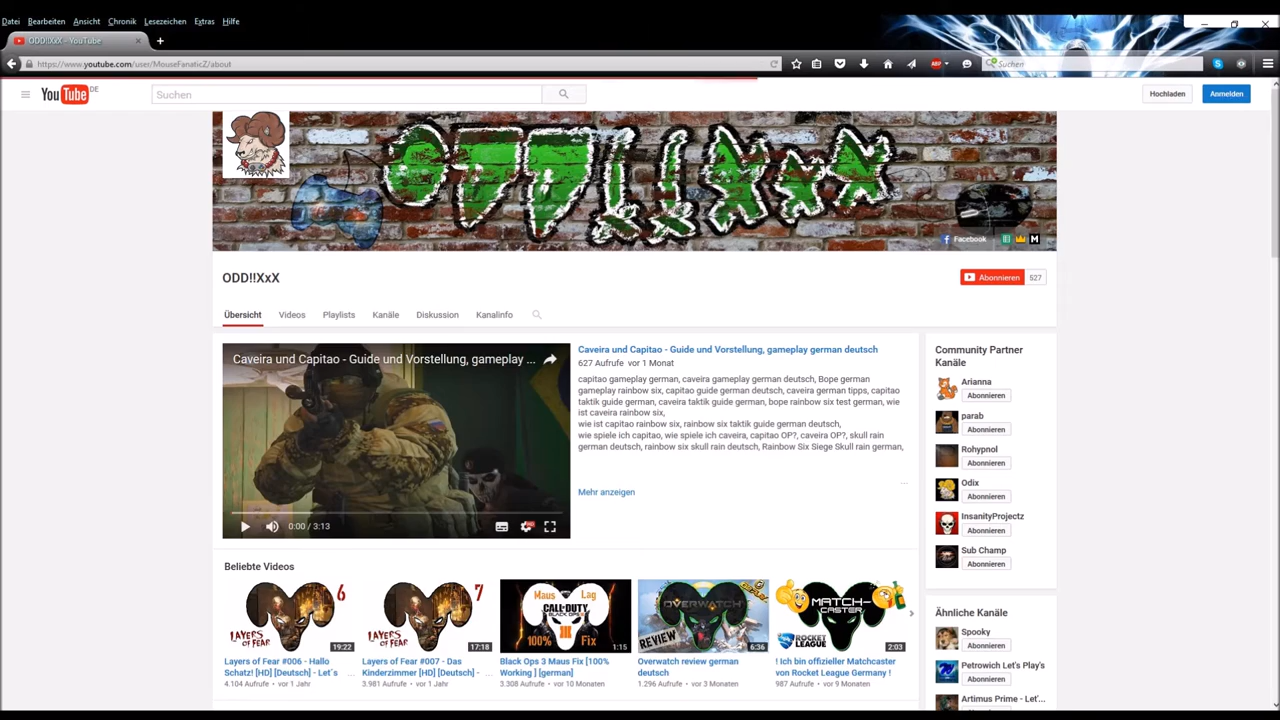 Datei Bearbeiten Ansicht Chronik Lesezeichen Extras Hilfe
ODD!!XxX - YouTube
https://www.youtube.com/user/MouseFanaticZ/about
Suchen
YouTube DE
Suchen
Hochladen
Anmelden
ODD!!XxX
Facebook
M
ODD!!XxX
Abonnieren 527
Übersicht Videos Playlists Kanäle Diskussion Kanalinfo
Caveira und Capitao - Guide und Vorstellung, gameplay ...
0:00 / 3:13
Caveira und Capitao - Guide und Vorstellung, gameplay german deutsch
627 Aufrufe vor 1 Monat
capitao gameplay german, caveira gameplay german deutsch, Bope german
gameplay rainbow six, capitao guide german deutsch, caveira german tipps, capitao
taktik guide german, caveira taktik guide german, bope rainbow six test german, wie
ist caveira rainbow six,
wie ist capitao rainbow six, rainbow six taktik guide german deutsch,
wie spiele ich capitao, wie spiele ich caveira, capitao OP?, caveira OP?, skull rain
german deutsch, rainbow six skull rain deutsch, Rainbow Six Siege Skull rain german,
...
Mehr anzeigen
Community Partner
Kanäle
Arianna
Abonnieren
parab
Abonnieren
Rohypnol
Abonnieren
Odix
Abonnieren
InsanityProjectz
Abonnieren
Sub Champ
Abonnieren
Ähnliche Kanäle
Spooky
Abonnieren
Petrowich Let's Play's
Abonnieren
Artimus Prime - Let'...
Beliebte Videos
6
LAYERS OF FEAR
19:22
Layers of Fear #006 - Hallo
Schatz! [HD] [Deutsch] - Let´s ...
4.104 Aufrufe • vor 1 Jahr
7
LAYERS OF FEAR
17:18
Layers of Fear #007 - Das
Kinderzimmer [HD] [Deutsch] - ...
3.981 Aufrufe • vor 1 Jahr
Maus Lag
CALL·DUTY
BLACK OPS
100% Fix
1:15
Black Ops 3 Maus Fix [100%
Working ] [german]
3.308 Aufrufe • vor 10 Monaten
OVERWATCH
REVIEW
6:36
Overwatch review german
deutsch
1.296 Aufrufe • vor 3 Monaten
MATCH-
CASTER
ROCKET
LEAGUE
2:03
! Ich bin offizieller Matchcaster
von Rocket League Germany !
987 Aufrufe • vor 9 Monaten